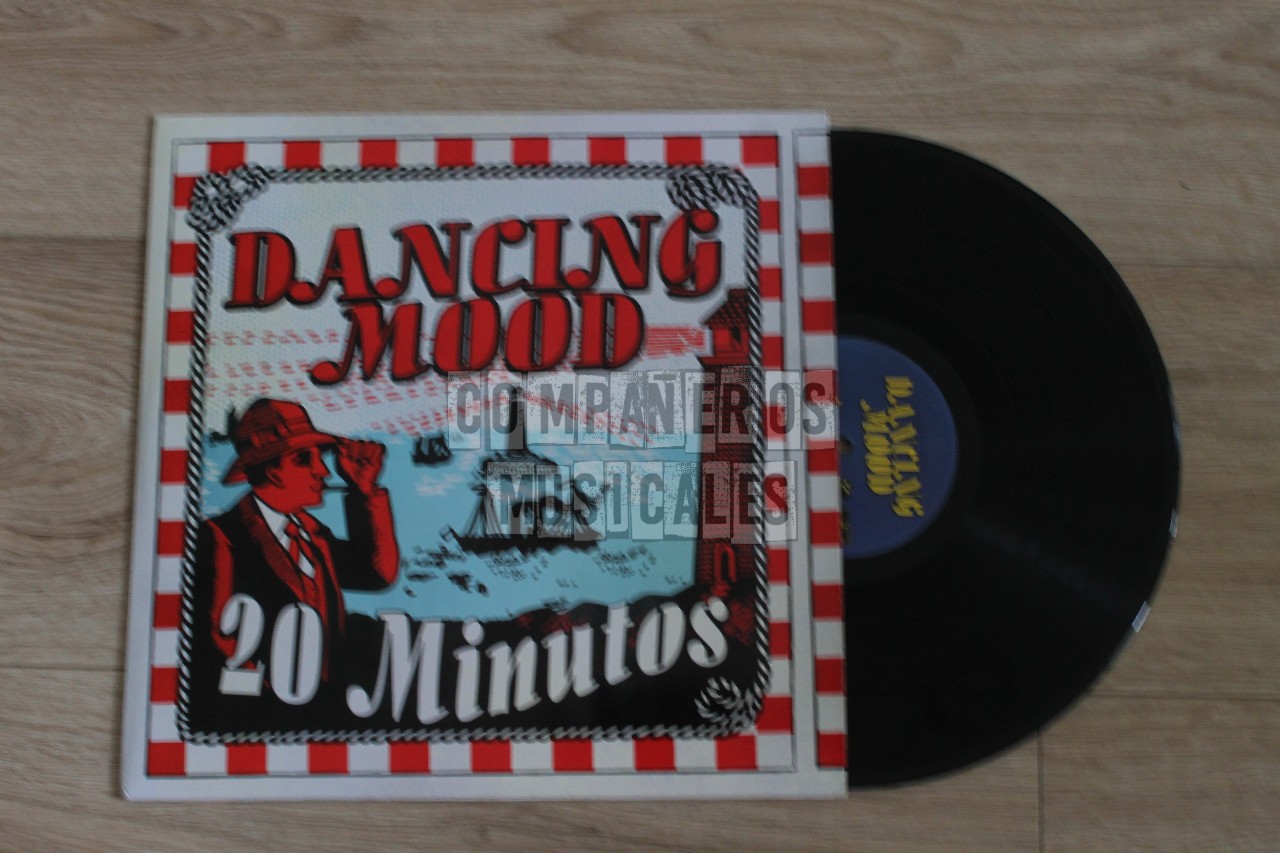 DANCING
MOOD
COMPAÑEROS
MUSICALES
20 Minutos
DANCING
MOOD